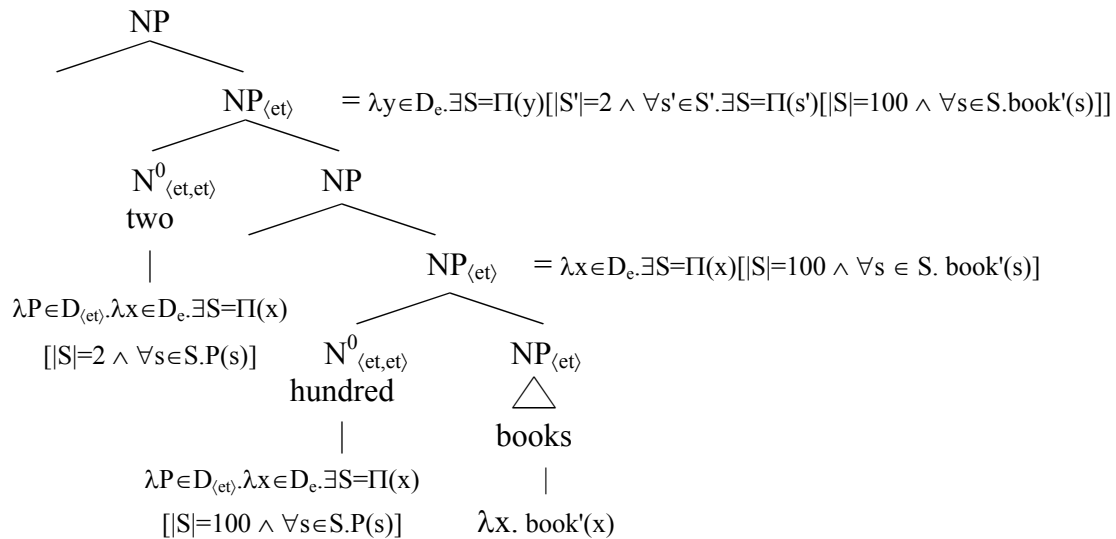 NP
NP⟨et⟩ = λy∈Dₑ.∃S=Π(y)[|S'|=2 ∧ ∀s'∈S'.∃S=Π(s')[|S|=100 ∧ ∀s∈S.book'(s)]]
N⁰⟨et,et⟩ NP
two
NP⟨et⟩ = λx∈Dₑ.∃S=Π(x)[|S|=100 ∧ ∀s ∈ S. book'(s)]
λP∈D⟨et⟩.λx∈Dₑ.∃S=Π(x)
[|S|=2 ∧ ∀s∈S.P(s)]
N⁰⟨et,et⟩ NP⟨et⟩
hundred
books
λP∈D⟨et⟩.λx∈Dₑ.∃S=Π(x)
[|S|=100 ∧ ∀s∈S.P(s)] λx. book'(x)